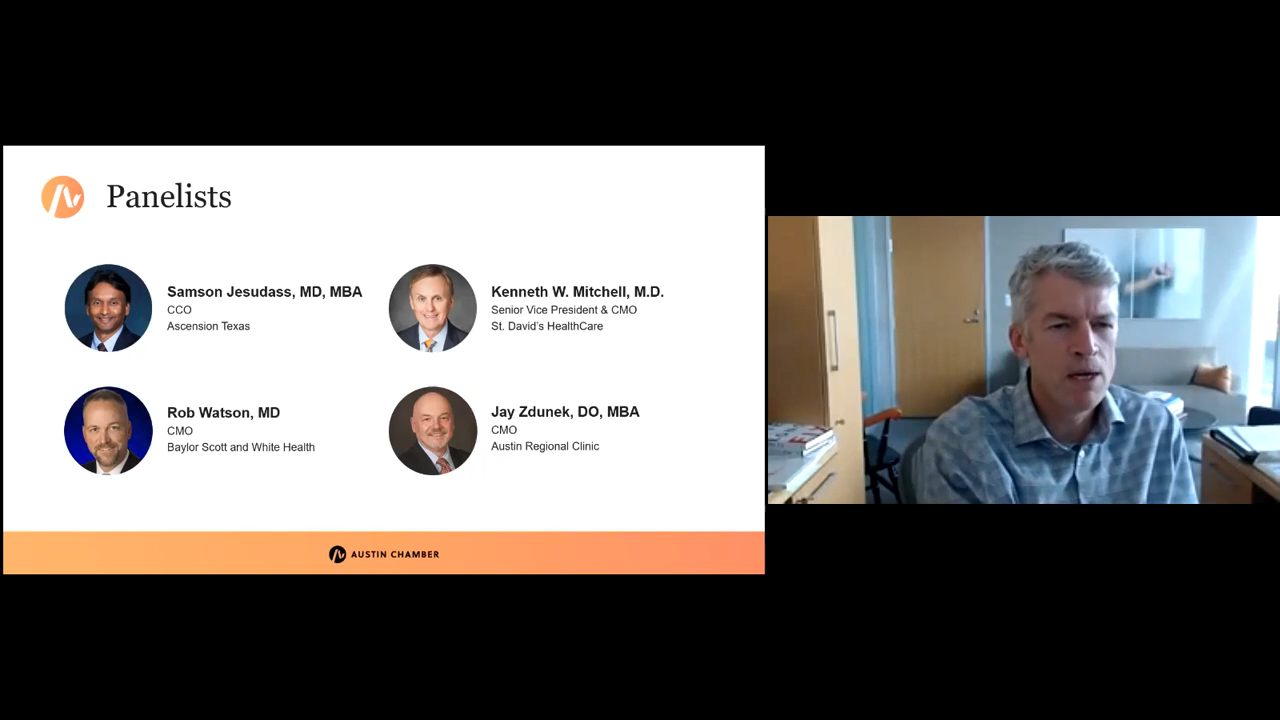 Panelists
Samson Jesudass, MD, MBA
CCO
Ascension Texas
Kenneth W. Mitchell, M.D.
Senior Vice President & CMO
St. David's HealthCare
Rob Watson, MD
CMO
Baylor Scott and White Health
Jay Zdunek, DO, MBA
CMO
Austin Regional Clinic
AUSTIN CHAMBER